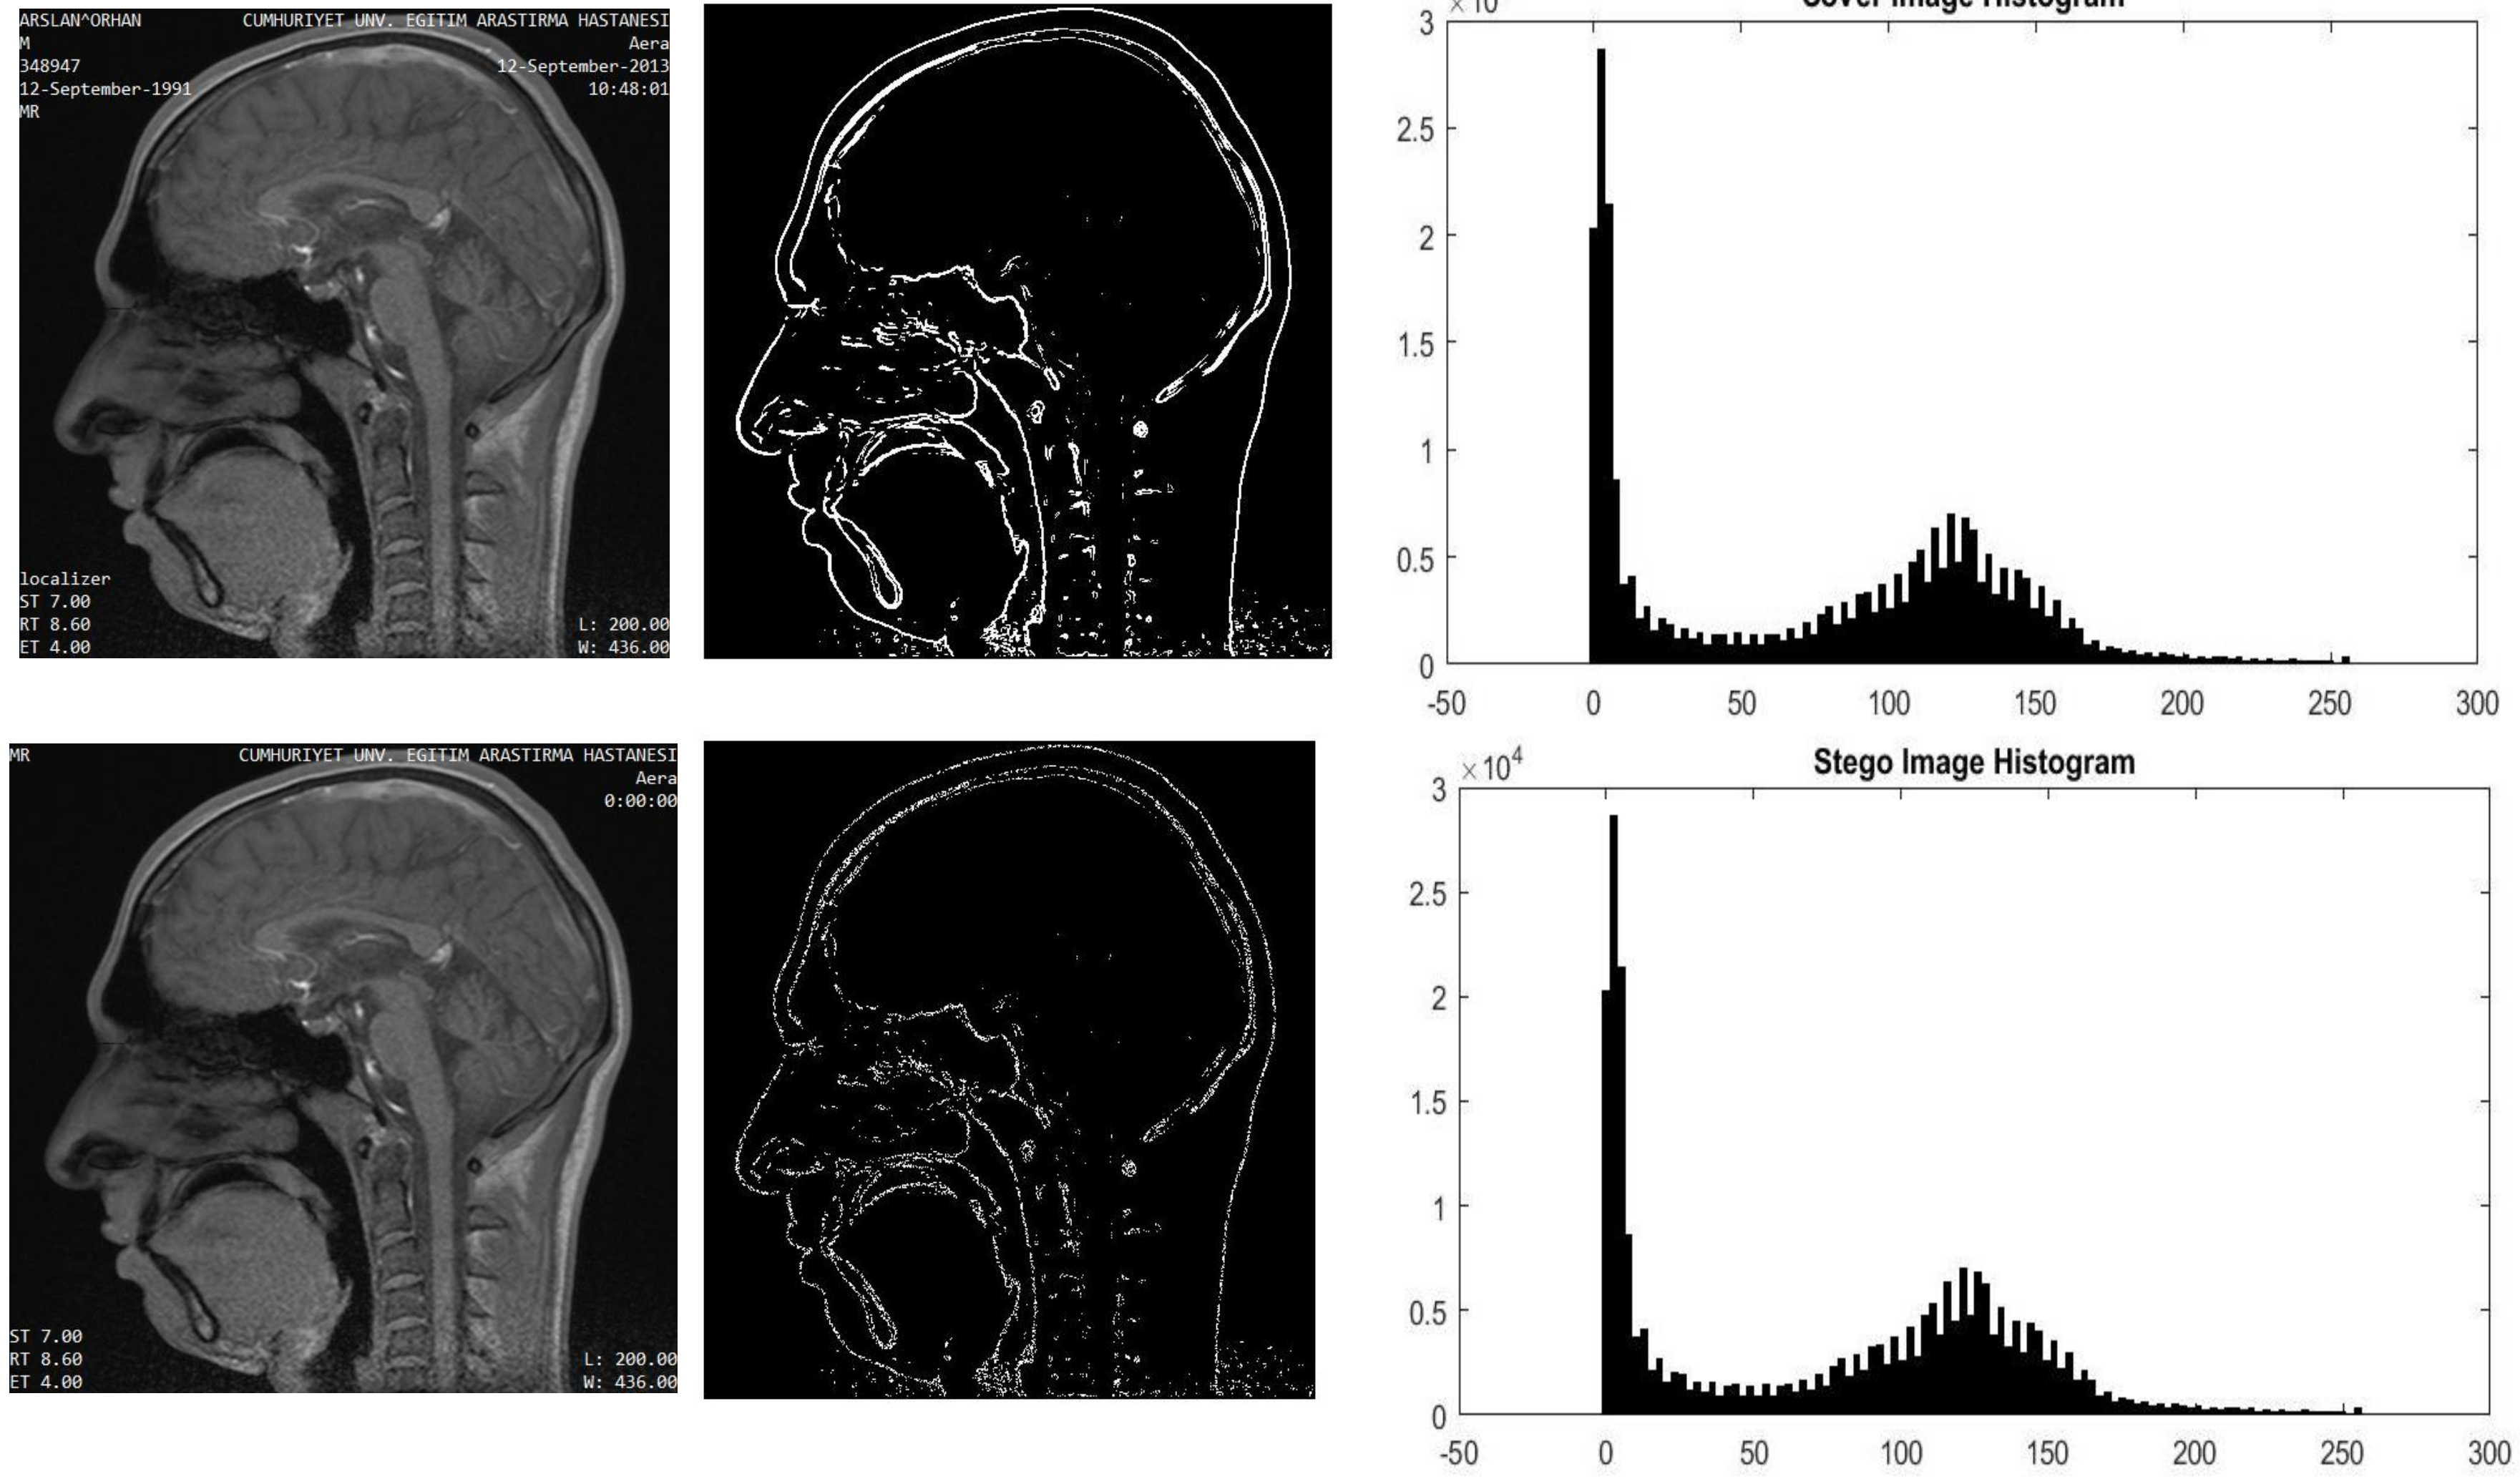 ARSLAN^ORHAN
M
348947
12-September-1991
MR
CUMHURIYET UNV. EGITIM ARASTIRMA HASTANESI
Aera
12-September-2013
10:48:01
localizer
ST 7.00
RT 8.60
ET 4.00
L: 200.00
W: 436.00
Cover Image Histogram
×10
3
2.5
2
1.5
1
0.5
0
-50 0 50 100 150 200 250 300
MR
CUMHURIYET UNV. EGITIM ARASTIRMA HASTANESI
Aera
0:00:00
ST 7.00
RT 8.60
ET 4.00
L: 200.00
W: 436.00
Stego Image Histogram
×10^4
3
2.5
2
1.5
1
0.5
0
-50 0 50 100 150 200 250 300